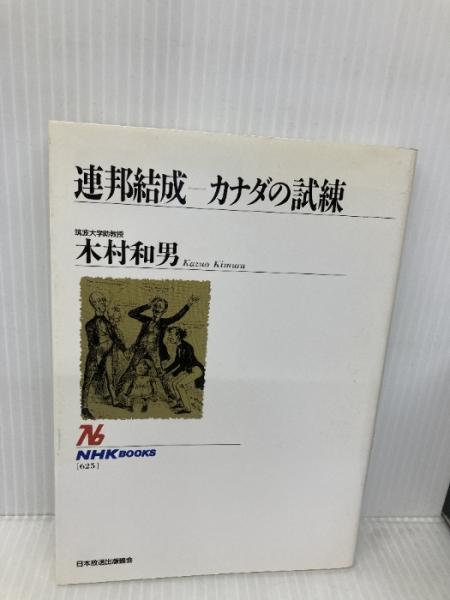 連邦結成—カナダの試練
筑波大学助教授
木村和男 Kazuo Kimura
NHK BOOKS
[625]
日本放送出版協会